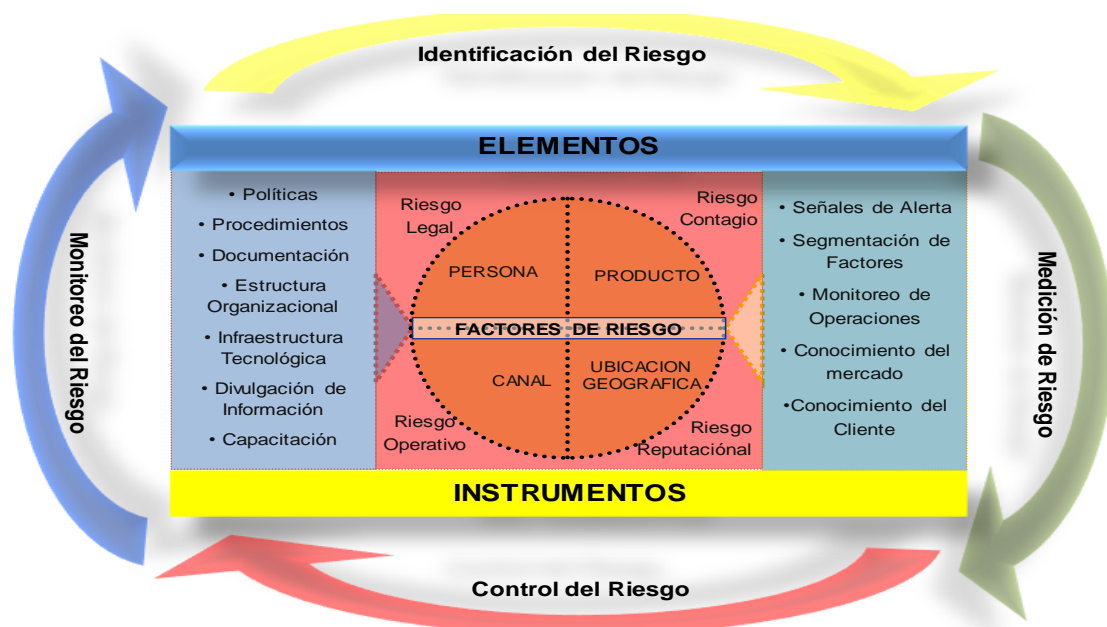 Identificación del Riesgo
ELEMENTOS
• Políticas
• Procedimientos
• Documentación
• Estructura
Organizacional
• Infraestructura
Tecnológica
• Divulgación de
Información
• Capacitación
Riesgo
Legal
Riesgo
Contagio
PERSONA
PRODUCTO
FACTORES DE RIESGO
CANAL
UBICACION
GEOGRAFICA
Riesgo
Operativo
Riesgo
Reputaciónal
• Señales de Alerta
• Segmentación de
Factores
• Monitoreo de
Operaciones
• Conocimiento del
mercado
•Conocimiento del
Cliente
INSTRUMENTOS
Monitoreo del Riesgo
Medición de Riesgo
Control del Riesgo